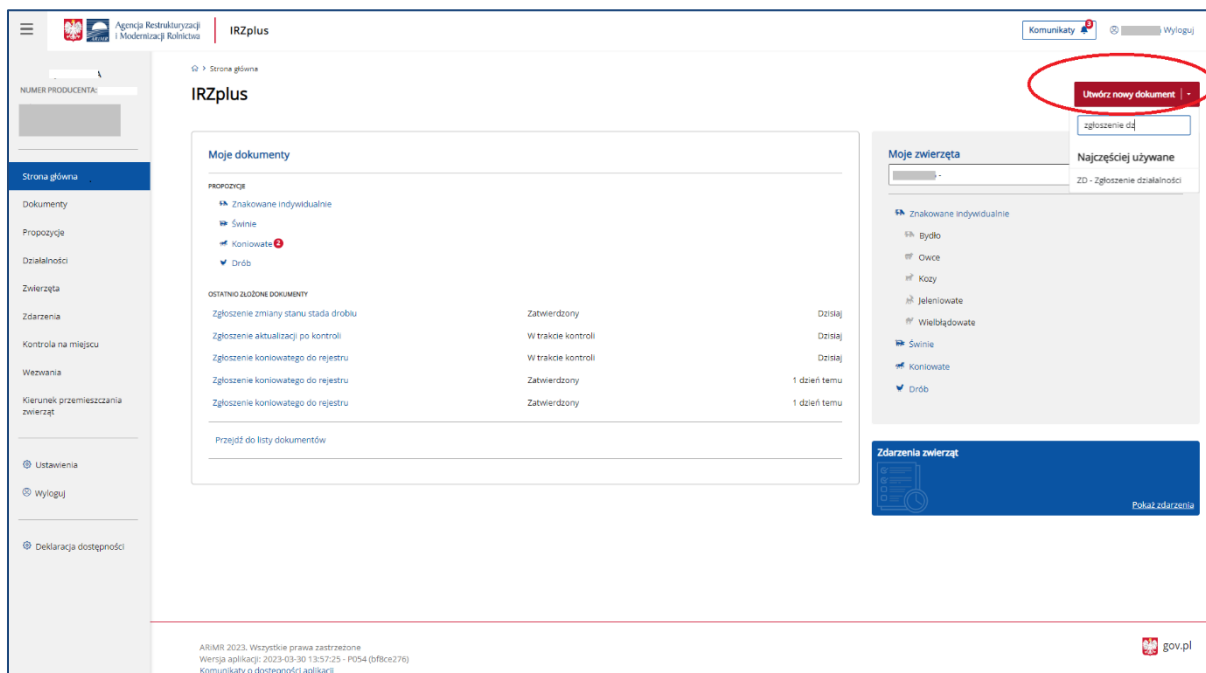 Agencja Restrukturyzacji
i Modernizacji Rolnictwa
IRZplus
Komunikaty 3
Wyloguj
NUMER PRODUCENTA:
Strona główna
Dokumenty
Propozycje
Działalności
Zwierzęta
Zdarzenia
Kontrola na miejscu
Wezwania
Kierunek przemieszczania
zwierząt
Ustawienia
Wyloguj
Deklaracja dostępności
Strona główna
IRZplus
Utwórz nowy dokument
zgłoszenie dz
Najczęściej używane
ZD - Zgłoszenie działalności
Moje dokumenty
PROPOZYCJE
Znakowane indywidualnie
Świnie
Koniowate 2
Drób
OSTATNIO ZŁOŻONE DOKUMENTY
Zgłoszenie zmiany stanu stada drobiu Zatwierdzony Dzisiaj
Zgłoszenie aktualizacji po kontroli W trakcie kontroli Dzisiaj
Zgłoszenie koniowatego do rejestru W trakcie kontroli Dzisiaj
Zgłoszenie koniowatego do rejestru Zatwierdzony 1 dzień temu
Zgłoszenie koniowatego do rejestru Zatwierdzony 1 dzień temu
Przejdź do listy dokumentów
Moje zwierzęta
Znakowane indywidualnie
Bydło
Owce
Kozy
Jeleniowate
Wielbłądowate
Świnie
Koniowate
Drób
Zdarzenia zwierząt
Pokaż zdarzenia
ARiMR 2023. Wszystkie prawa zastrzeżone
Wersja aplikacji: 2023-03-30 13:57:25 - P054 (bf8ce276)
Komunikaty o dostępności aplikacji
gov.pl